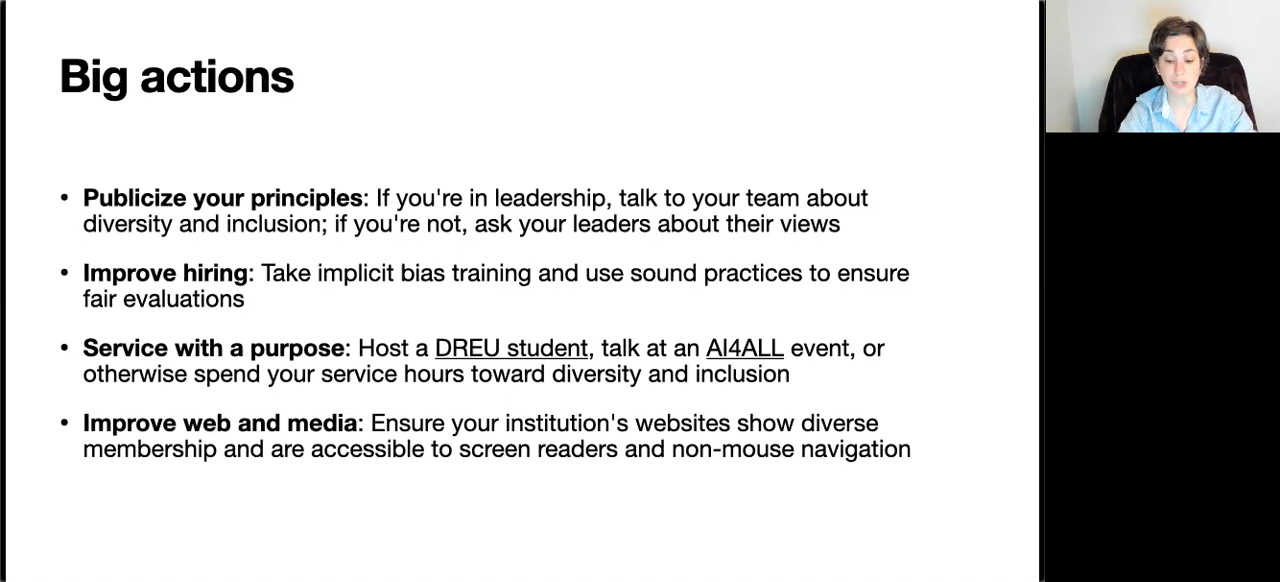 Big actions
• Publicize your principles: If you're in leadership, talk to your team about
diversity and inclusion; if you're not, ask your leaders about their views
• Improve hiring: Take implicit bias training and use sound practices to ensure
fair evaluations
• Service with a purpose: Host a DREU student, talk at an AI4ALL event, or
otherwise spend your service hours toward diversity and inclusion
• Improve web and media: Ensure your institution's websites show diverse
membership and are accessible to screen readers and non-mouse navigation